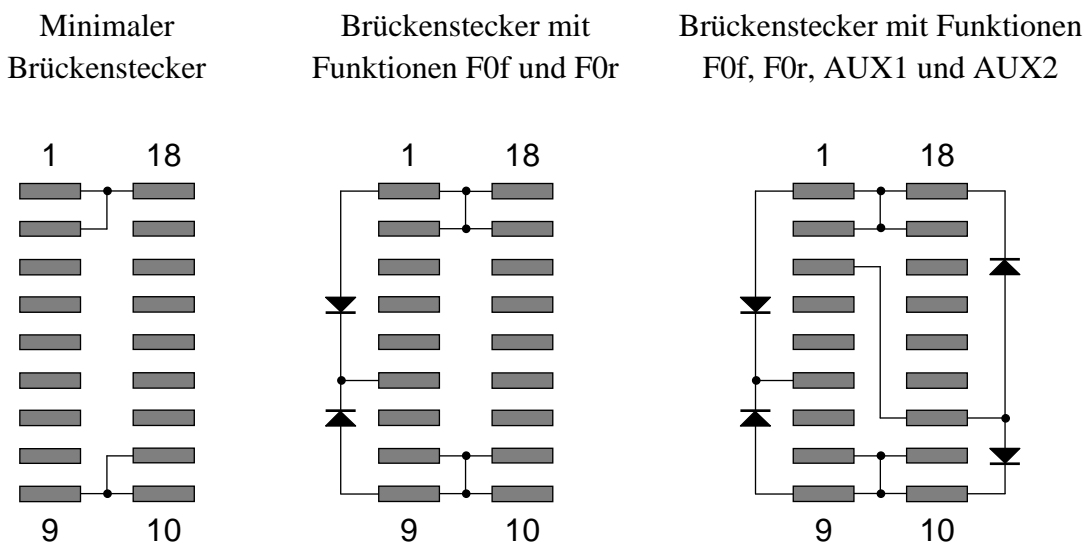 Minimaler
Brückenstecker
Brückenstecker mit
Funktionen F0f und F0r
Brückenstecker mit Funktionen
F0f, F0r, AUX1 und AUX2
1 18
9 10
1 18
9 10
1 18
9 10